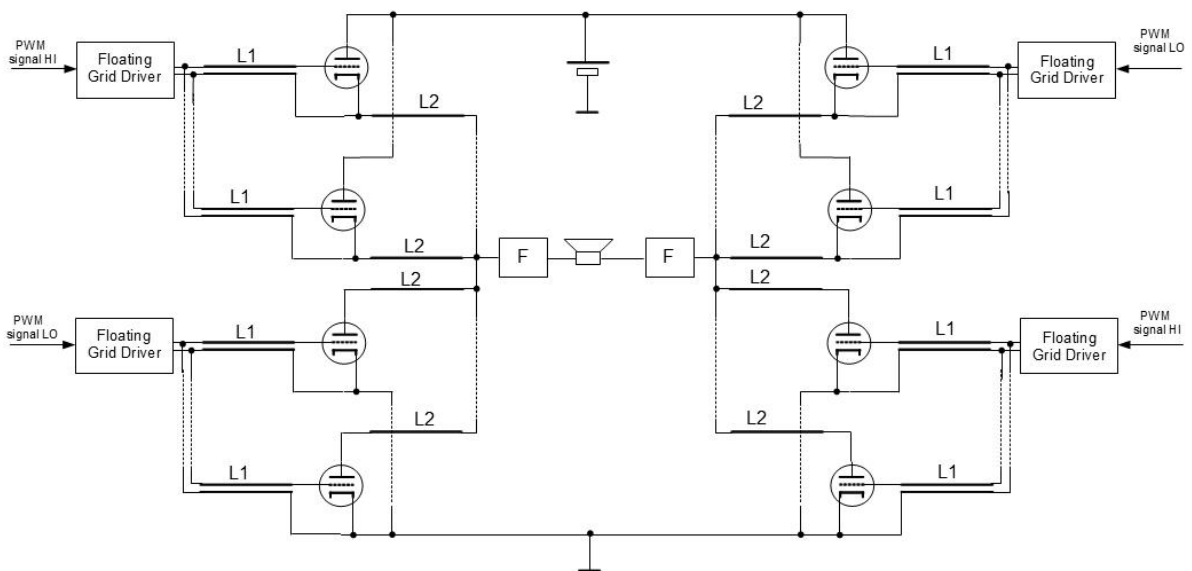 PWM
signal HI
Floating
Grid Driver
L1
L2
L1
L2
F
F
L2
L2
L1
L1
Floating
Grid Driver
PWM
signal LO
PWM
signal LO
Floating
Grid Driver
L1
L2
L1
L2
L2
L2
L1
L1
Floating
Grid Driver
PWM
signal HI